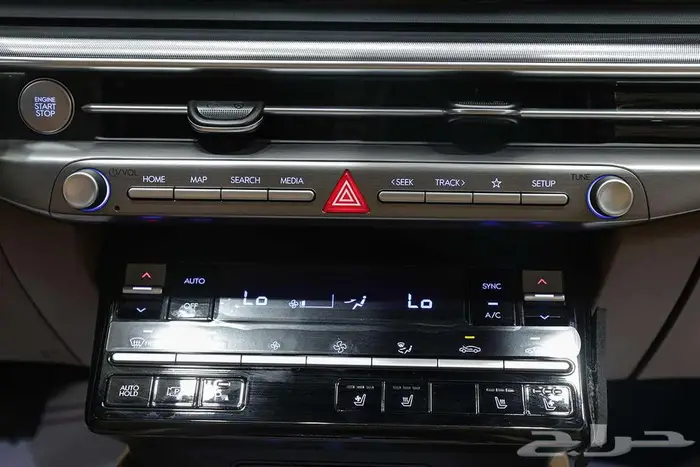 ENGINE
START
STOP
/VOL
HOME
MAP
SEARCH
MEDIA
<SEEK
TRACK>
SETUP
TUNE
AUTO
OFF
Lo
Lo
SYNC
A/C
AUTO
HOLD
P
حراج